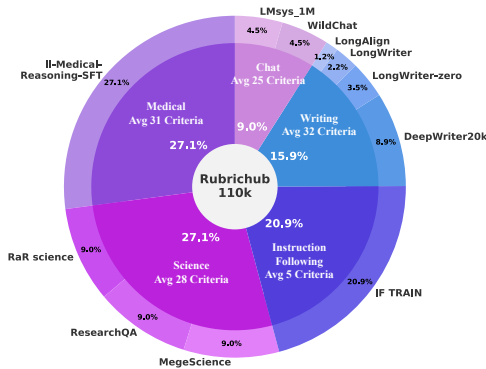 LMsys_1M
WildChat
LongAlign
LongWriter
LongWriter-zero
DeepWriter20k
IF TRAIN
MegeScience
ResearchQA
RaR science
II-Medical-
Reasoning-SFT
4.5%
4.5%
1.2%
2.2%
3.5%
8.9%
20.9%
9.0%
9.0%
9.0%
27.1%
Chat
Avg 25 Criteria
9.0%
Writing
Avg 32 Criteria
15.9%
20.9%
Instruction
Following
Avg 5 Criteria
27.1%
Science
Avg 28 Criteria
Medical
Avg 31 Criteria
27.1%
Rubrichub
110k